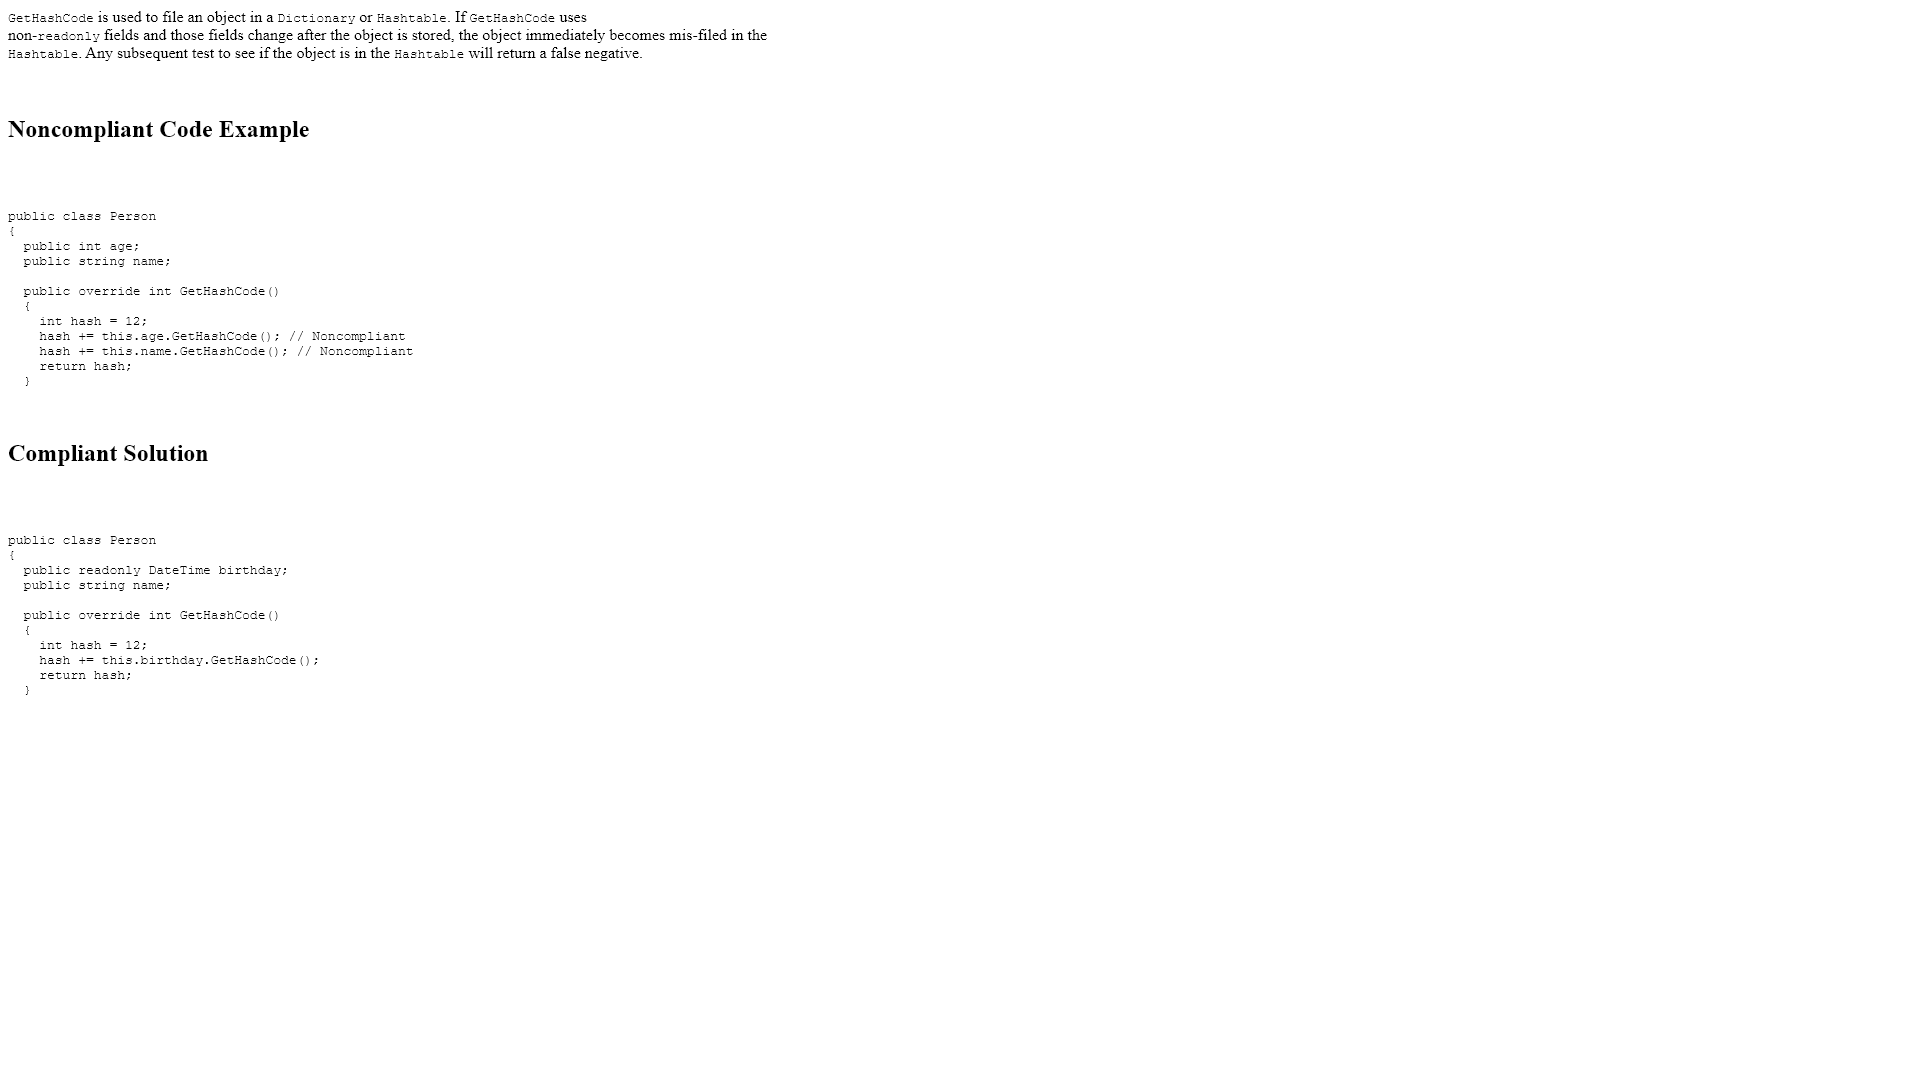 GetHashCode is used to file an object in a Dictionary or Hashtable. If GetHashCode uses
non-readonly fields and those fields change after the object is stored, the object immediately becomes mis-filed in the
Hashtable. Any subsequent test to see if the object is in the Hashtable will return a false negative.
Noncompliant Code Example
public class Person
{
  public int age;
  public string name;
  public override int GetHashCode()
  {
    int hash = 12;
    hash += this.age.GetHashCode(); // Noncompliant
    hash += this.name.GetHashCode(); // Noncompliant
    return hash;
  }
Compliant Solution
public class Person
{
  public readonly DateTime birthday;
  public string name;
  public override int GetHashCode()
  {
    int hash = 12;
    hash += this.birthday.GetHashCode();
    return hash;
  }